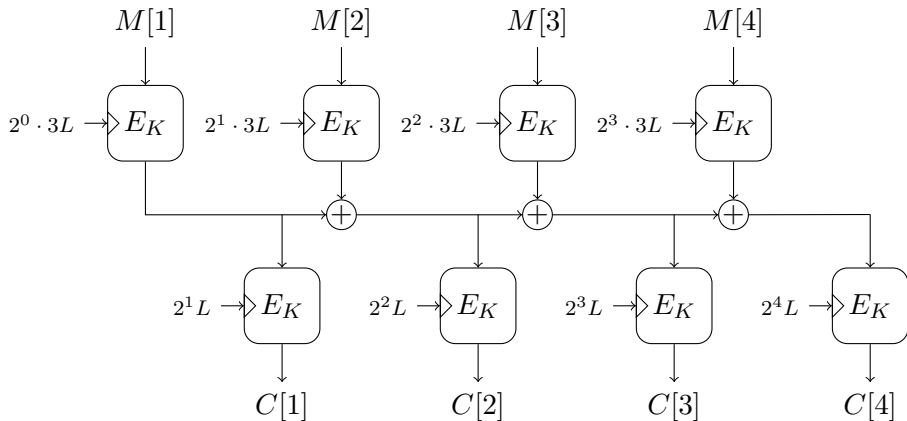 M[1] M[2] M[3] M[4]
2⁰ · 3L E_K 2¹ · 3L E_K 2² · 3L E_K 2³ · 3L E_K
2¹L E_K 2²L E_K 2³L E_K 2⁴L E_K
C[1] C[2] C[3] C[4]